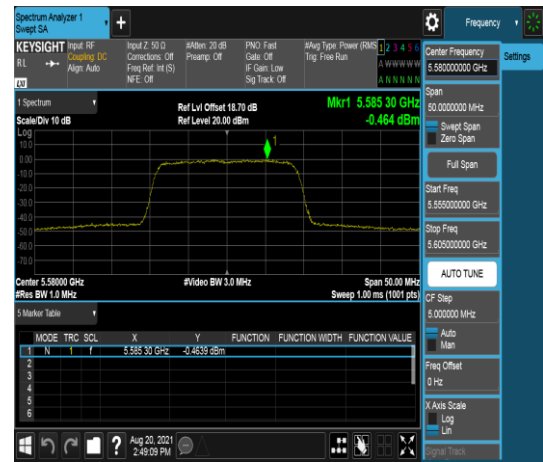 Spectrum Analyzer 1
Swept SA
+
Frequency
KEYSIGHT
RL
LXI
Input: RF
Coupling: DC
Align: Auto
Input Z: 50 Ω
Corrections: Off
Freq Ref: Int (S)
NFE: Off
#Atten: 20 dB
Preamp: Off
PNO: Fast
Gate: Off
IF Gain: Low
Sig Track: Off
#Avg Type: Power (RMS
Trig: Free Run
1 2 3 4 5 6
A W W W W W
A N N N N N
1 Spectrum
Scale/Div 10 dB
Ref Lvl Offset 18.70 dB
Ref Level 20.00 dBm
Mkr1 5.585 30 GHz
-0.464 dBm
Log
10.0
0.00
-10.0
-20.0
-30.0
-40.0
-50.0
-60.0
-70.0
1
Center 5.58000 GHz
#Res BW 1.0 MHz
#Video BW 3.0 MHz
Span 50.00 MHz
Sweep 1.00 ms (1001 pts)
5 Marker Table
MODE TRC SCL X Y FUNCTION FUNCTION WIDTH FUNCTION VALUE
1 N 1 f 5.585 30 GHz -0.4639 dBm
2
3
4
5
6
Aug 20, 2021
2:49:09 PM
?
Settings
Center Frequency
5.580000000 GHz
Span
50.0000000 MHz
Swept Span
Zero Span
Full Span
Start Freq
5.555000000 GHz
Stop Freq
5.605000000 GHz
AUTO TUNE
CF Step
5.000000 MHz
Auto
Man
Freq Offset
0 Hz
X Axis Scale
Log
Lin
Signal Track